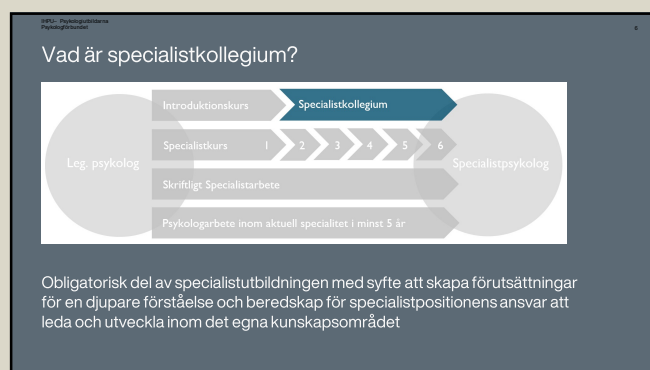 IHPU– Psykologiutbildarna
Psykologförbundet
6
Vad är specialistkollegium?
Introduktionskurs
Specialistkollegium
Specialistkurs 1 2 3 4 5 6
Leg. psykolog
Specialistpsykolog
Skriftligt Specialistarbete
Psykologarbete inom aktuell specialitet i minst 5 år
Obligatorisk del av specialistutbildningen med syfte att skapa förutsättningar
för en djupare förståelse och beredskap för specialistpositionens ansvar att
leda och utveckla inom det egna kunskapsområdet